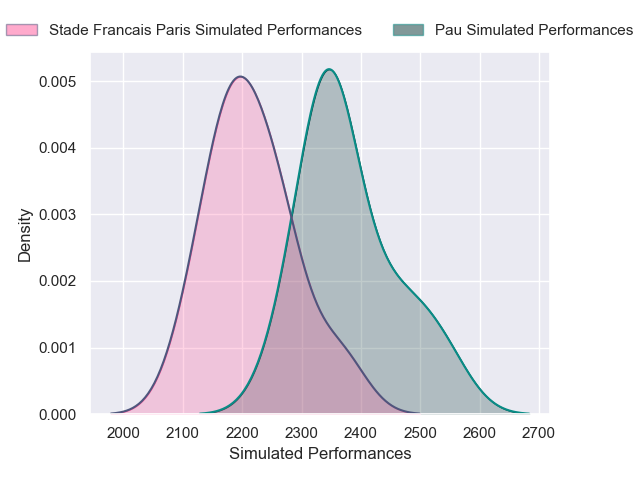 Stade Francais Paris Simulated Performances
Pau Simulated Performances
0.005
0.004
0.003
0.002
0.001
0.000
Density
2000 2100 2200 2300 2400 2500 2600 2700
Simulated Performances